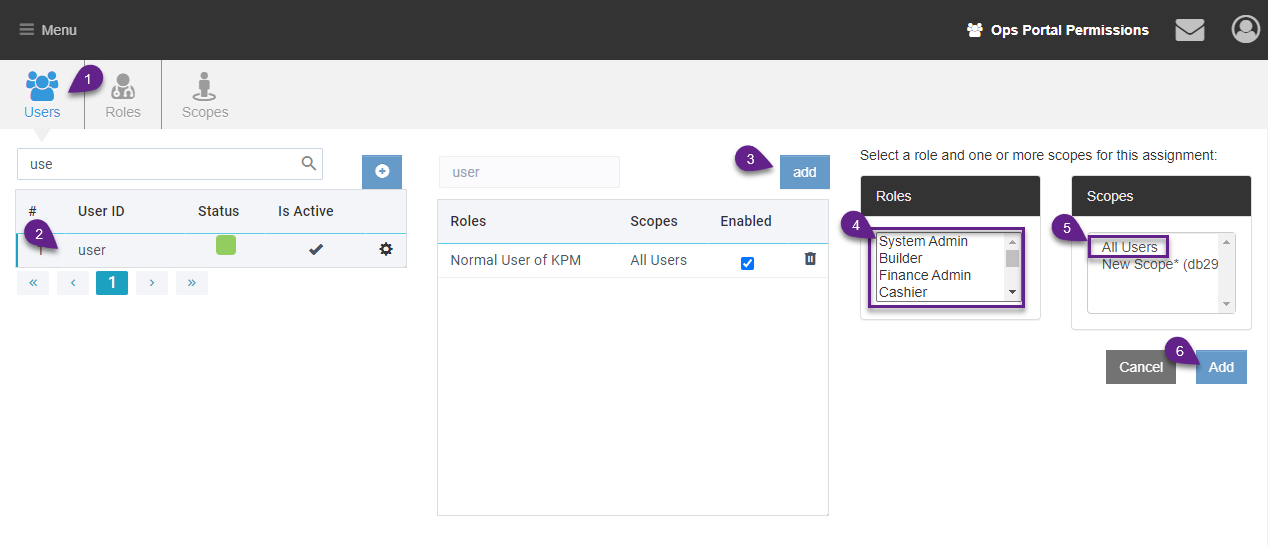 Menu
Ops Portal Permissions
1
Users
Roles
Scopes
use
#
User ID
Status
Is Active
2
1
user
«
‹
1
›
»
user
3
add
Roles
Scopes
Enabled
Normal User of KPM
All Users
Select a role and one or more scopes for this assignment:
Roles
4
System Admin
Builder
Finance Admin
Cashier
Scopes
5
All Users
New Scope* (db29
Cancel
6
Add